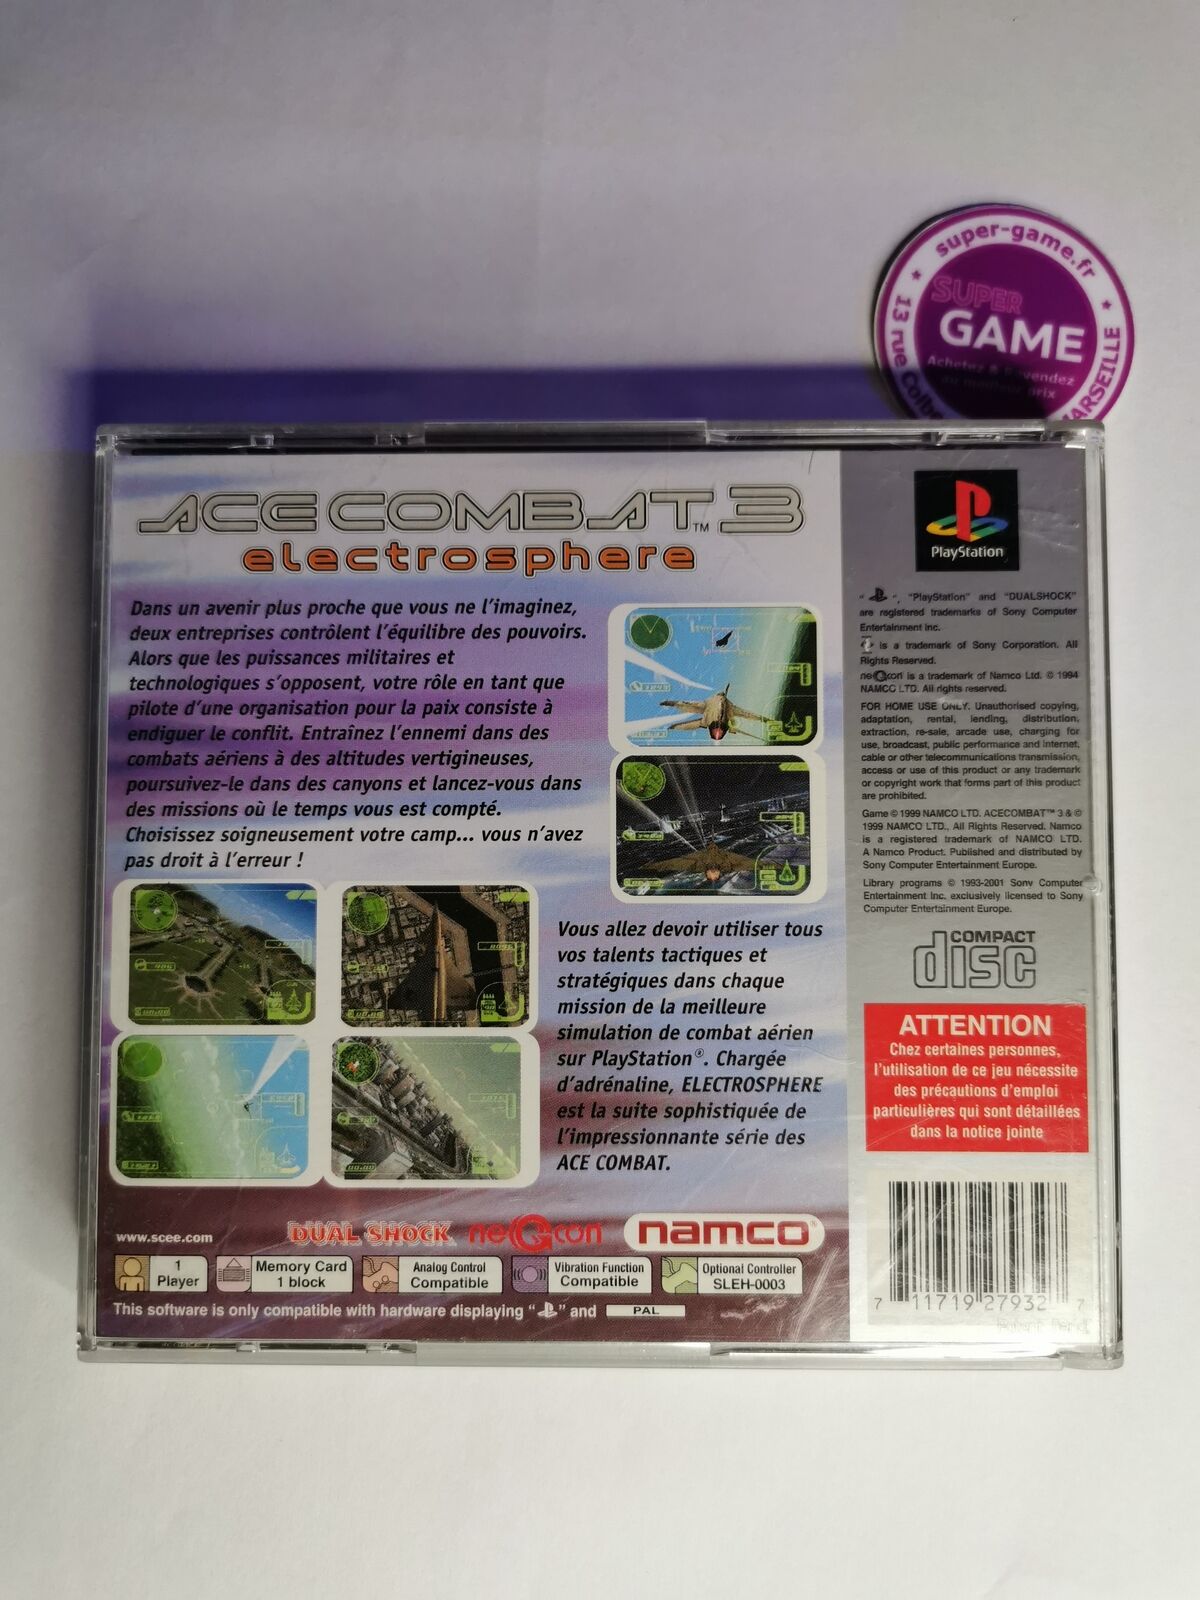 super-game.fr
SUPER
GAME
Achetez & Revendez
au meilleur prix
13 rue Colbe
MARSEILLE
ACE COMBAT™ 3
electrosphere
Dans un avenir plus proche que vous ne l'imaginez,
deux entreprises contrôlent l'équilibre des pouvoirs.
Alors que les puissances militaires et
technologiques s'opposent, votre rôle en tant que
pilote d'une organisation pour la paix consiste à
endiguer le conflit. Entraînez l'ennemi dans des
combats aériens à des altitudes vertigineuses,
poursuivez-le dans des canyons et lancez-vous dans
des missions où le temps vous est compté.
Choisissez soigneusement votre camp... vous n'avez
pas droit à l'erreur !
Vous allez devoir utiliser tous
vos talents tactiques et
stratégiques dans chaque
mission de la meilleure
simulation de combat aérien
sur PlayStation®. Chargée
d'adrénaline, ELECTROSPHERE
est la suite sophistiquée de
l'impressionnante série des
ACE COMBAT.
www.scee.com
DUAL SHOCK
neGcon
namco®
1
Player
Memory Card
1 block
Analog Control
Compatible
Vibration Function
Compatible
Optional Controller
SLEH-0003
This software is only compatible with hardware displaying "PS" and PAL
PlayStation
"PS", "PlayStation" and "DUALSHOCK"
are registered trademarks of Sony Computer
Entertainment Inc.
is a trademark of Sony Corporation. All
Rights Reserved.
neGcon is a trademark of Namco Ltd. © 1994
NAMCO LTD. All rights reserved.
FOR HOME USE ONLY. Unauthorised copying,
adaptation, rental, lending, distribution,
extraction, re-sale, arcade use, charging for
use, broadcast, public performance and internet,
cable or other telecommunications transmission,
access or use of this product or any trademark
or copyright work that forms part of this product
are prohibited.
Game © 1999 NAMCO LTD. ACECOMBAT™ 3 & ©
1999 NAMCO LTD., All Rights Reserved. Namco
is a registered trademark of NAMCO LTD.
A Namco Product. Published and distributed by
Sony Computer Entertainment Europe.
Library programs © 1993-2001 Sony Computer
Entertainment Inc. exclusively licensed to Sony
Computer Entertainment Europe.
COMPACT
disc
ATTENTION
Chez certaines personnes,
l'utilisation de ce jeu nécessite
des précautions d'emploi
particulières qui sont détaillées
dans la notice jointe
7 11719 27932 7